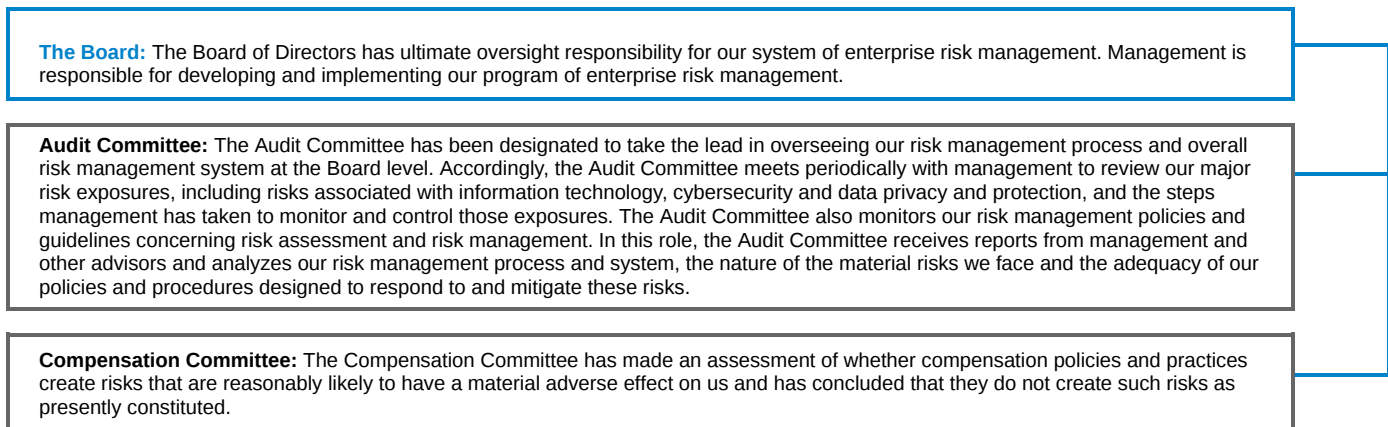 The Board: The Board of Directors has ultimate oversight responsibility for our system of enterprise risk management. Management is
responsible for developing and implementing our program of enterprise risk management.
Audit Committee: The Audit Committee has been designated to take the lead in overseeing our risk management process and overall
risk management system at the Board level. Accordingly, the Audit Committee meets periodically with management to review our major
risk exposures, including risks associated with information technology, cybersecurity and data privacy and protection, and the steps
management has taken to monitor and control those exposures. The Audit Committee also monitors our risk management policies and
guidelines concerning risk assessment and risk management. In this role, the Audit Committee receives reports from management and
other advisors and analyzes our risk management process and system, the nature of the material risks we face and the adequacy of our
policies and procedures designed to respond to and mitigate these risks.
Compensation Committee: The Compensation Committee has made an assessment of whether compensation policies and practices
create risks that are reasonably likely to have a material adverse effect on us and has concluded that they do not create such risks as
presently constituted.